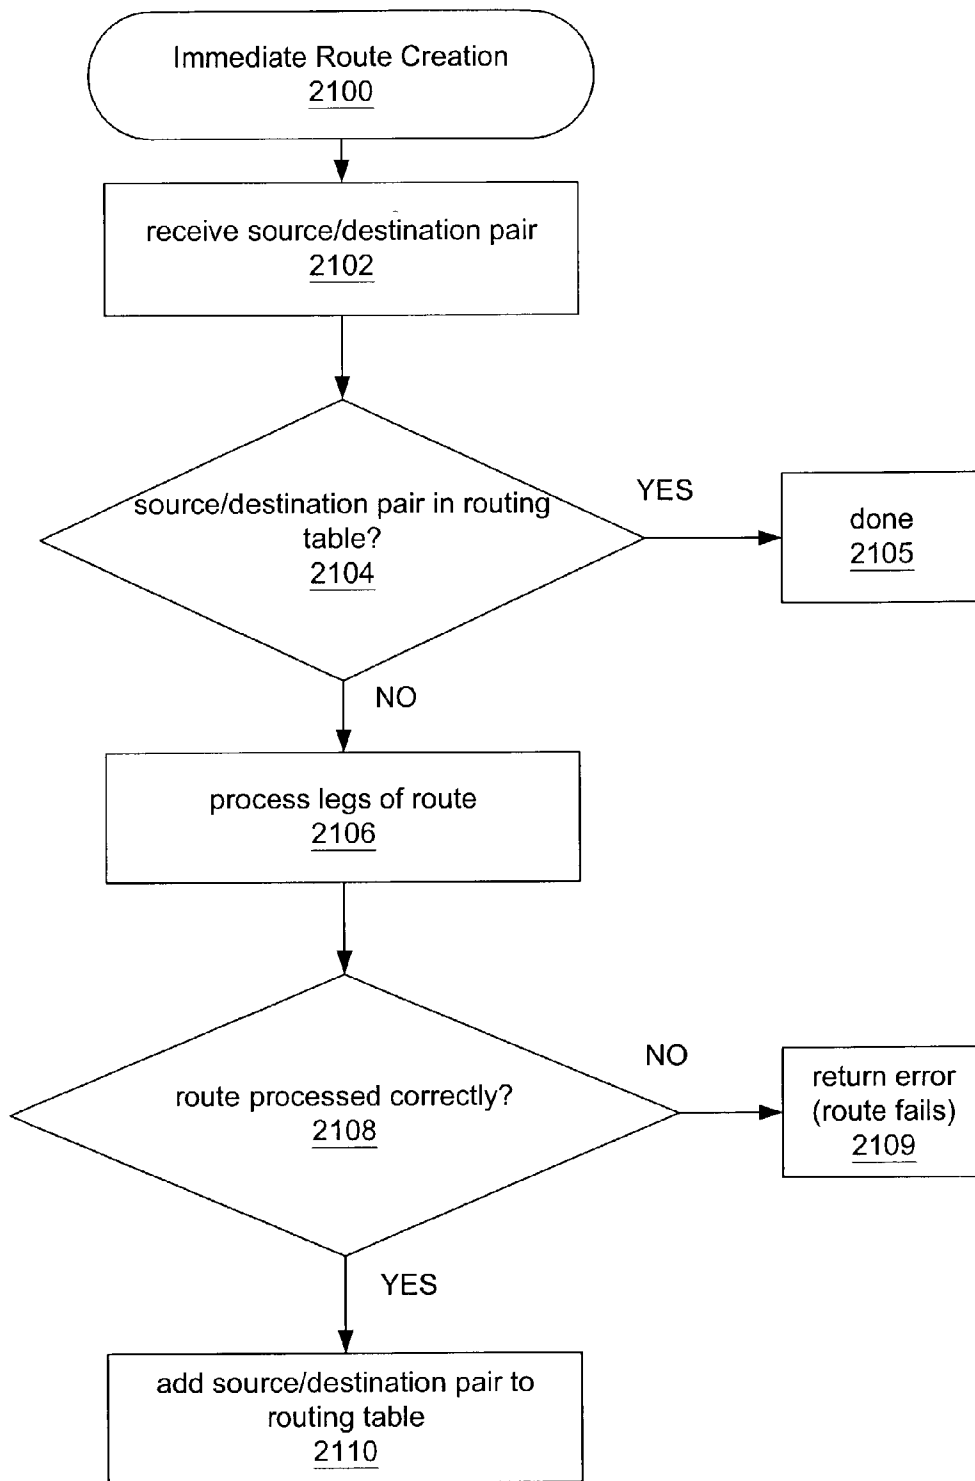 Immediate Route Creation
2100
receive source/destination pair
2102
source/destination pair in routing
table?
2104
YES
done
2105
NO
process legs of route
2106
route processed correctly?
2108
NO
return error
(route fails)
2109
YES
add source/destination pair to
routing table
2110